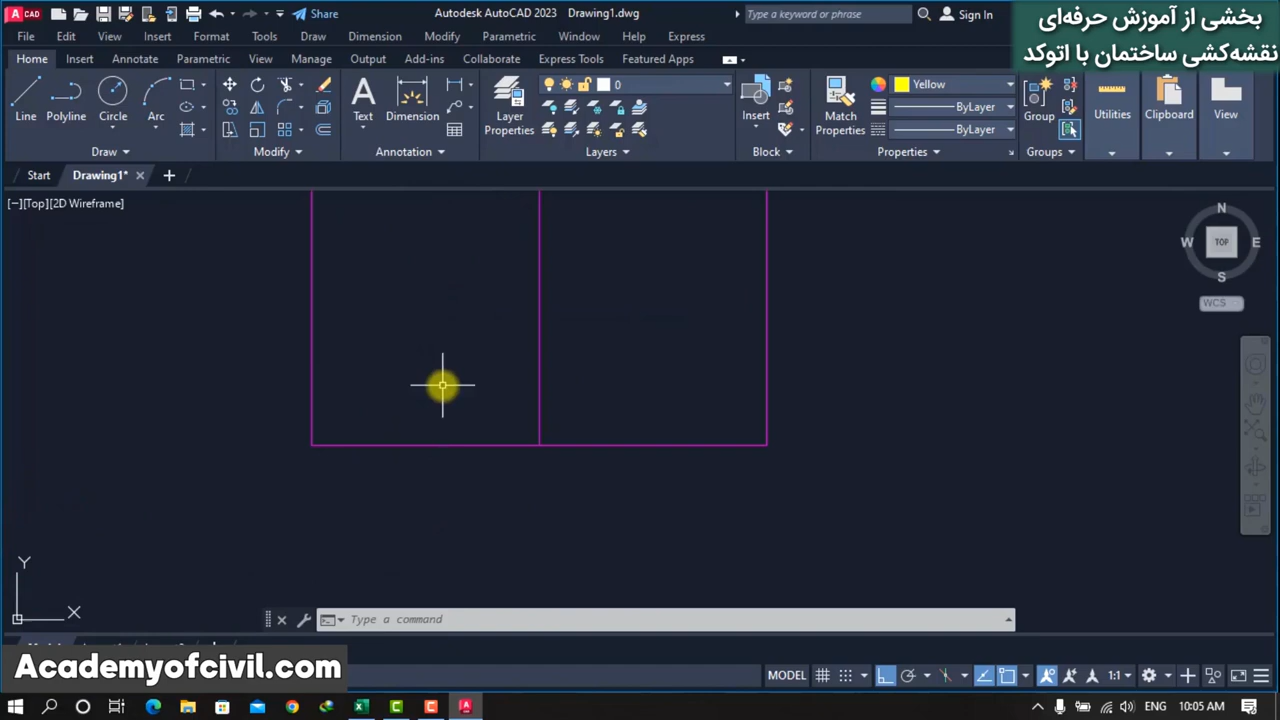 CAD
Share
Autodesk AutoCAD 2023 Drawing1.dwg
Type a keyword or phrase
Sign In
بخشی از آموزش حرفه‌ای
نقشه‌کشی ساختمان با اتوکد
File Edit View Insert Format Tools Draw Dimension Modify Parametric Window Help Express
Home Insert Annotate Parametric View Manage Output Add-ins Collaborate Express Tools Featured Apps
Line Polyline Circle Arc
Text Dimension
Layer Properties
0
Insert
Match Properties
Yellow
ByLayer
ByLayer
Group
Utilities
Clipboard
View
Draw Modify Annotation Layers Block Properties Groups
Start Drawing1*
[−][Top][2D Wireframe]
N
W TOP E
S
WCS
Y
X
Type a command
Academyofcivil.com
MODEL
1:1
ENG 10:05 AM